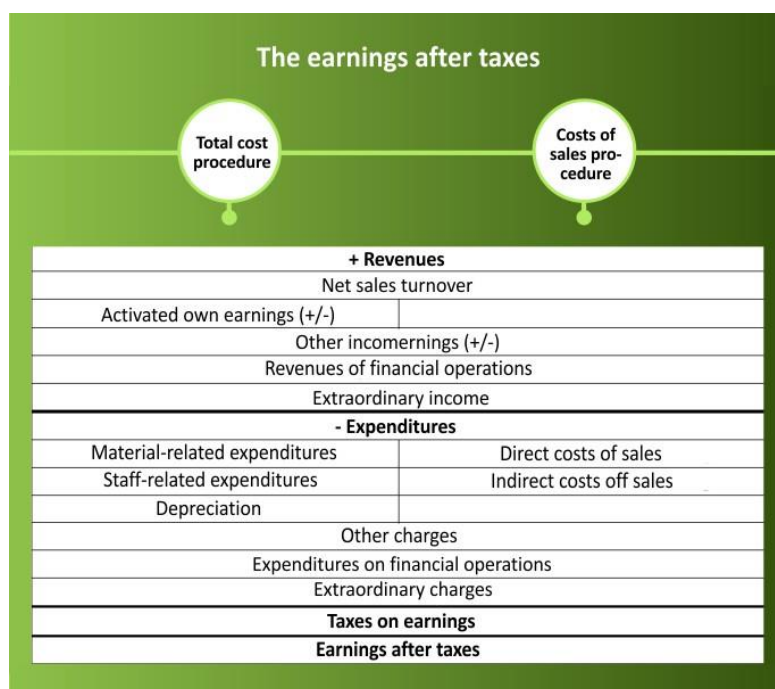 The earnings after taxes
Total cost
procedure
Costs of
sales pro-
cedure
+ Revenues
Net sales turnover
Activated own earnings (+/-)
Other incomernings (+/-)
Revenues of financial operations
Extraordinary income
- Expenditures
Material-related expenditures
Direct costs of sales
Staff-related expenditures
Indirect costs off sales
Depreciation
Other charges
Expenditures on financial operations
Extraordinary charges
Taxes on earnings
Earnings after taxes